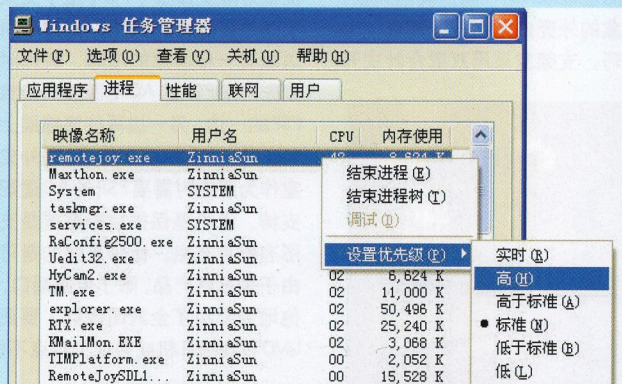 Windows 任务管理器
文件(F) 选项(O) 查看(V) 关机(U) 帮助(H)
应用程序 进程 性能 联网 用户
映像名称 用户名 CPU 内存使用
remotejoy.exe ZinniaSun
Maxthon.exe ZinniaSun
结束进程(E)
System SYSTEM
结束进程树(T)
taskmgr.exe ZinniaSun
调试(D)
services.exe SYSTEM
RaConfig2500.exe ZinniaSun
设置优先级(P) 实时(R)
Uedit32.exe ZinniaSun
HyCam2.exe ZinniaSun 02 6,624 K
高(H)
TM.exe ZinniaSun 02 11,000 K
高于标准(A)
explorer.exe ZinniaSun 02 50,496 K
RTX.exe ZinniaSun 02 25,240 K
标准(N)
KMailMon.EXE ZinniaSun 02 3,068 K
低于标准(B)
TIMPlatform.exe ZinniaSun 00 2,052 K
RemoteJoySDL1... ZinniaSun 00 15,528 K
低(L)